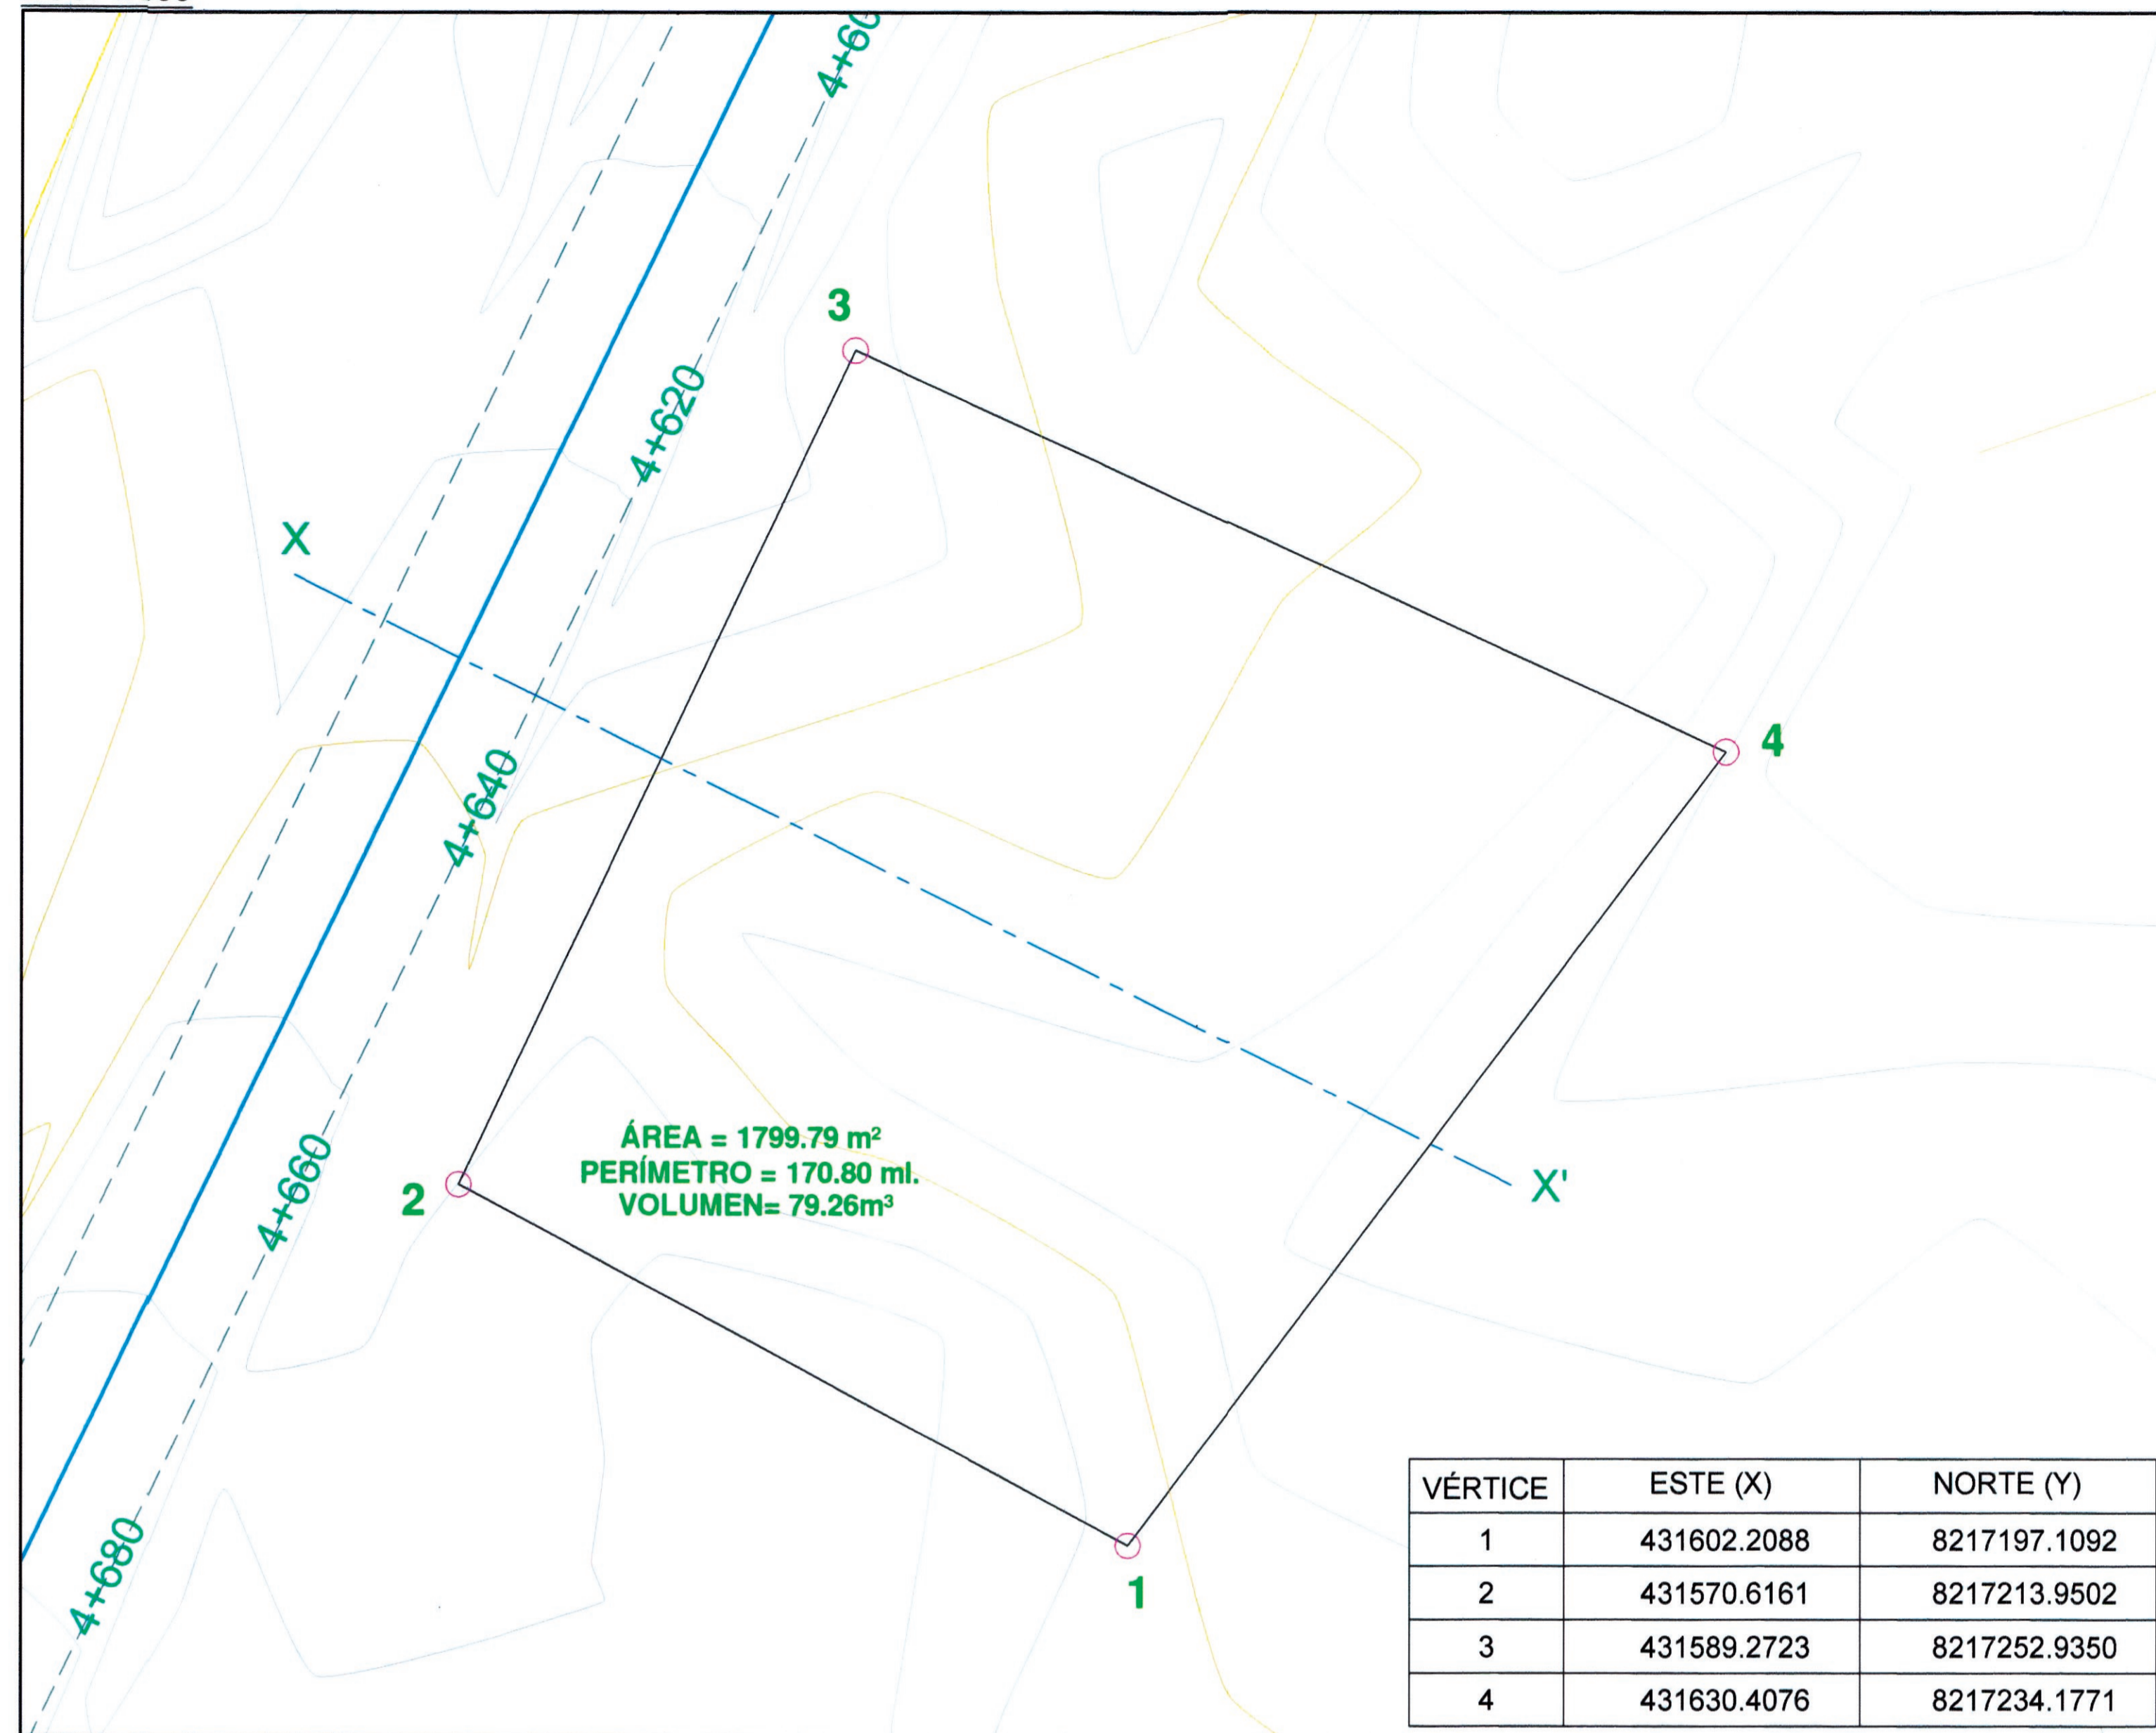 3
4+620
X
4
4+640
X'
2
ÁREA = 1799.79 m²
PERÍMETRO = 170.80 ml.
VOLUMEN= 79.26m³
4+660
1
4+680
VÉRTICE ESTE (X) NORTE (Y)
1 431602.2088 8217197.1092
2 431570.6161 8217213.9502
3 431589.2723 8217252.9350
4 431630.4076 8217234.1771